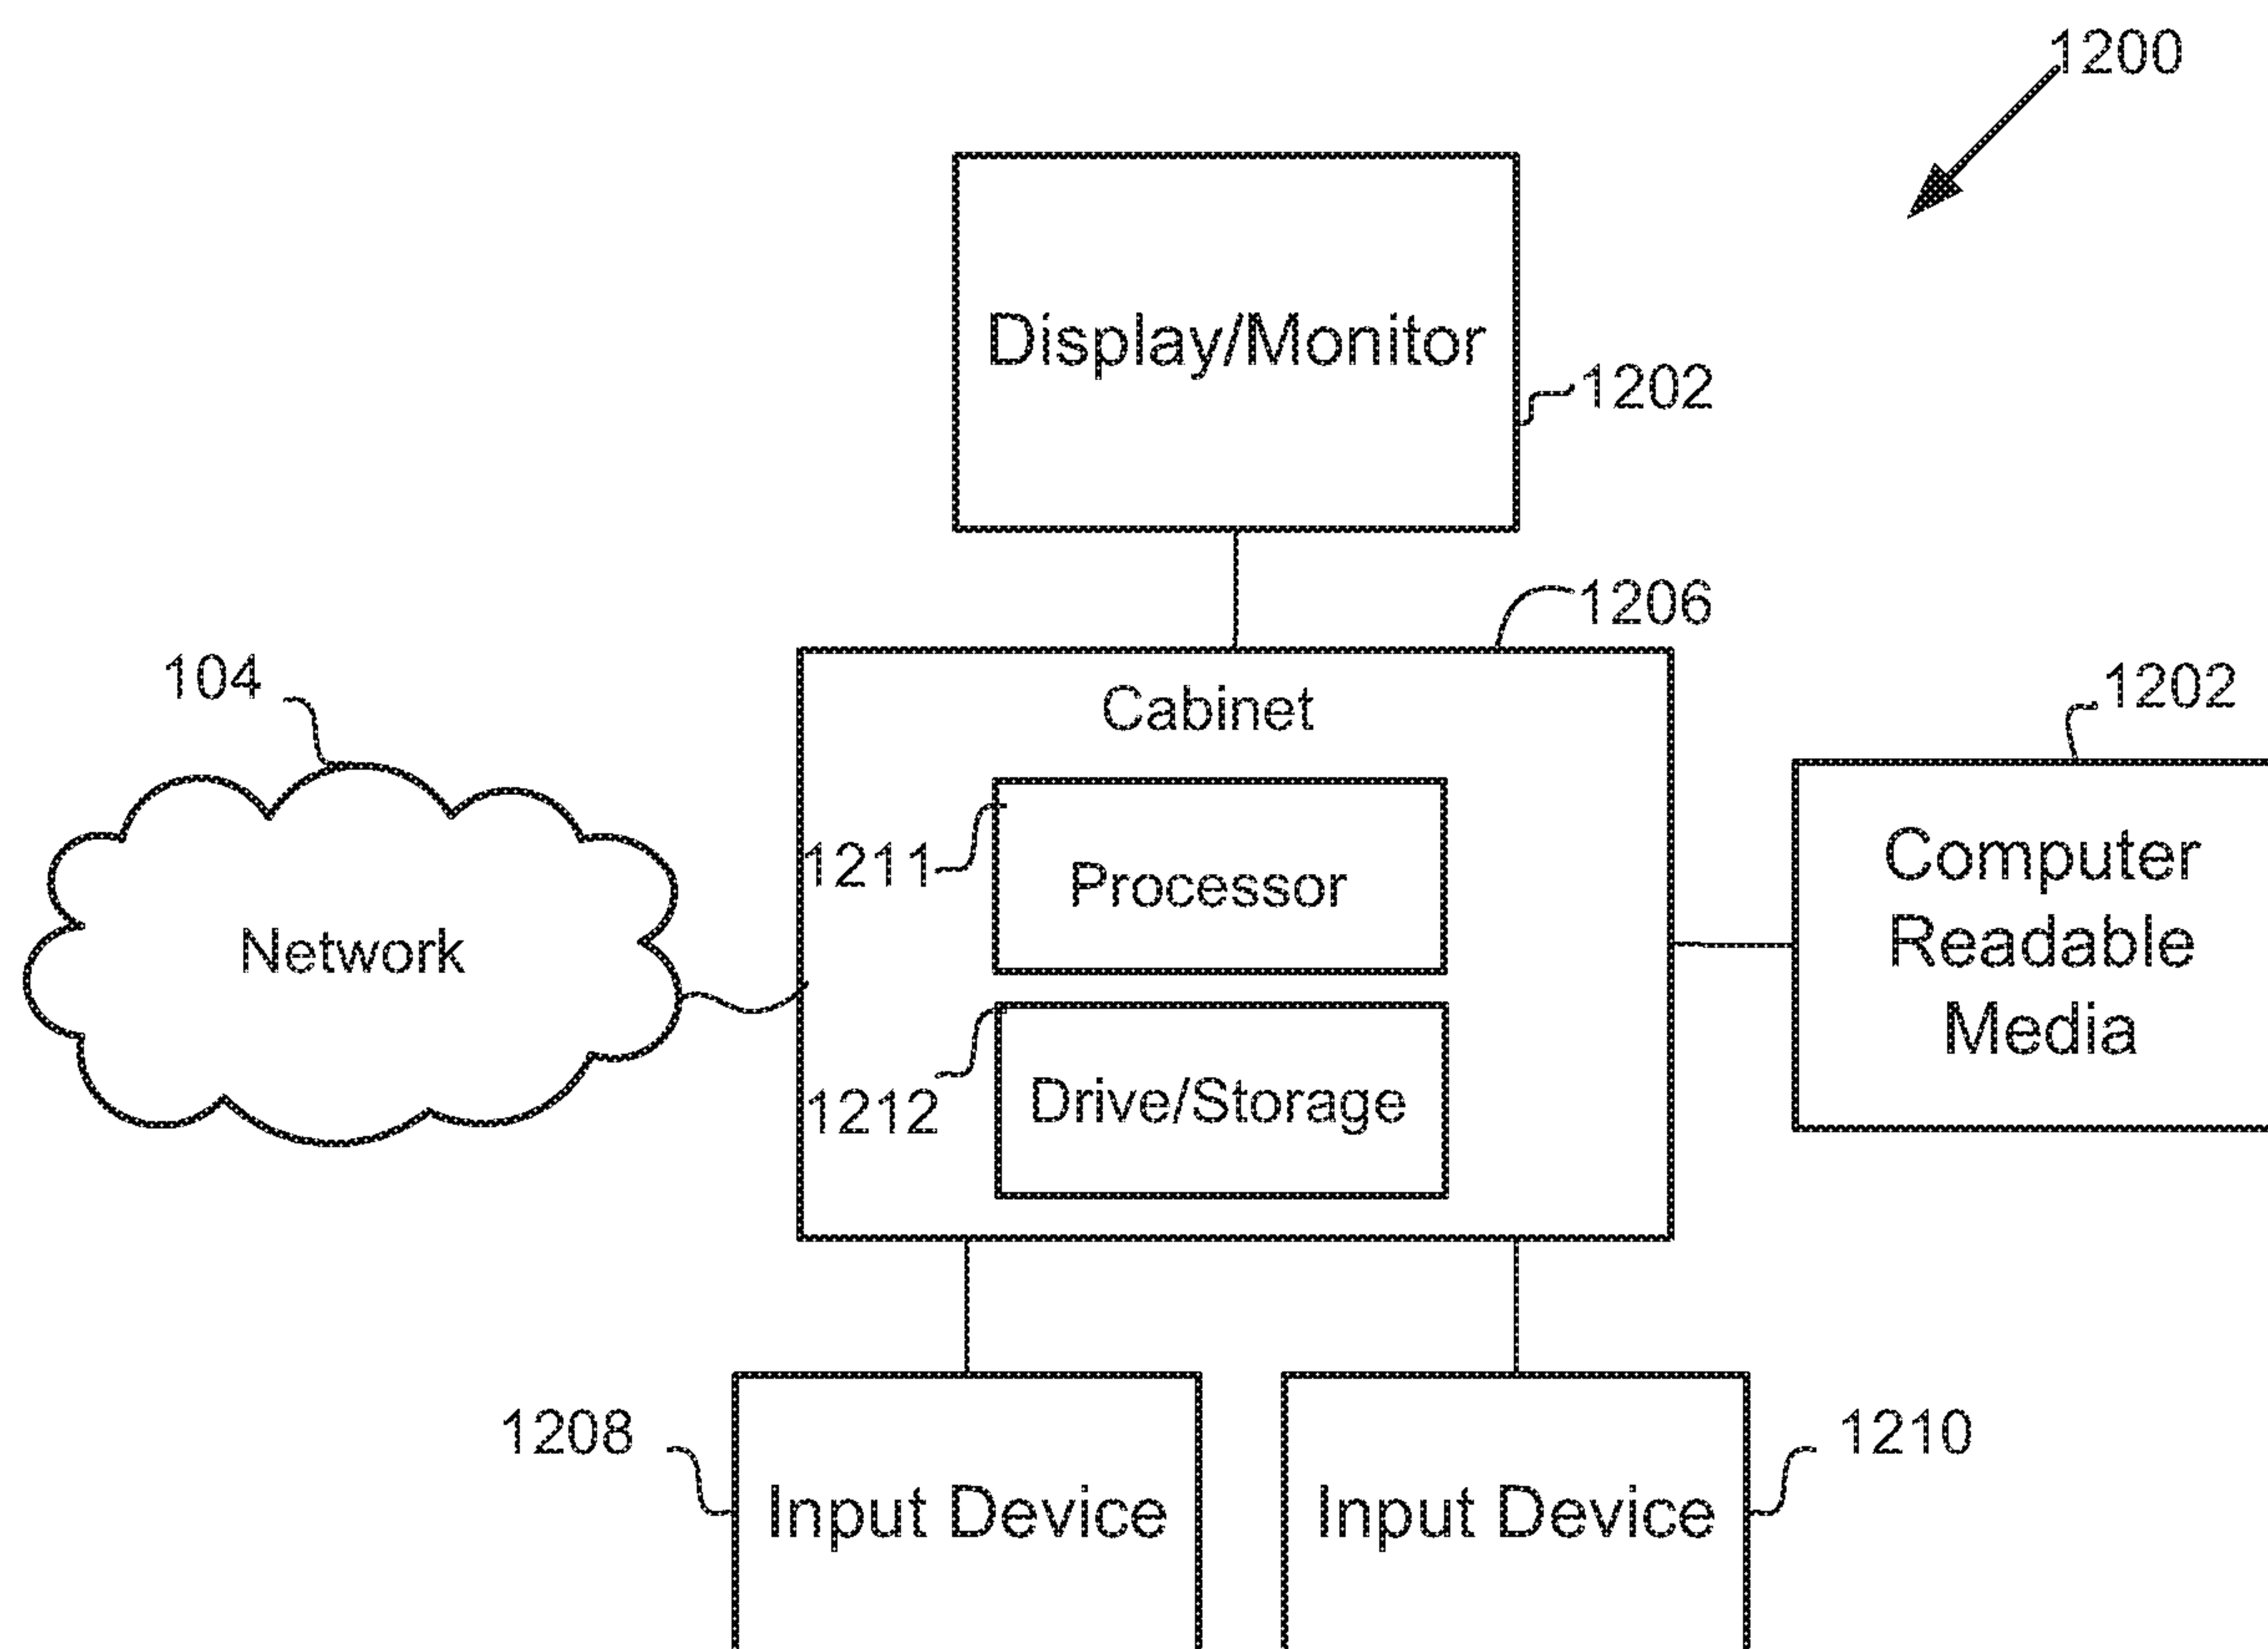 1200
Display/Monitor
1202
1206
104
Cabinet
1202
1211
Processor
Computer
Readable
Media
Network
1212
Drive/Storage
1208
Input Device
Input Device
1210